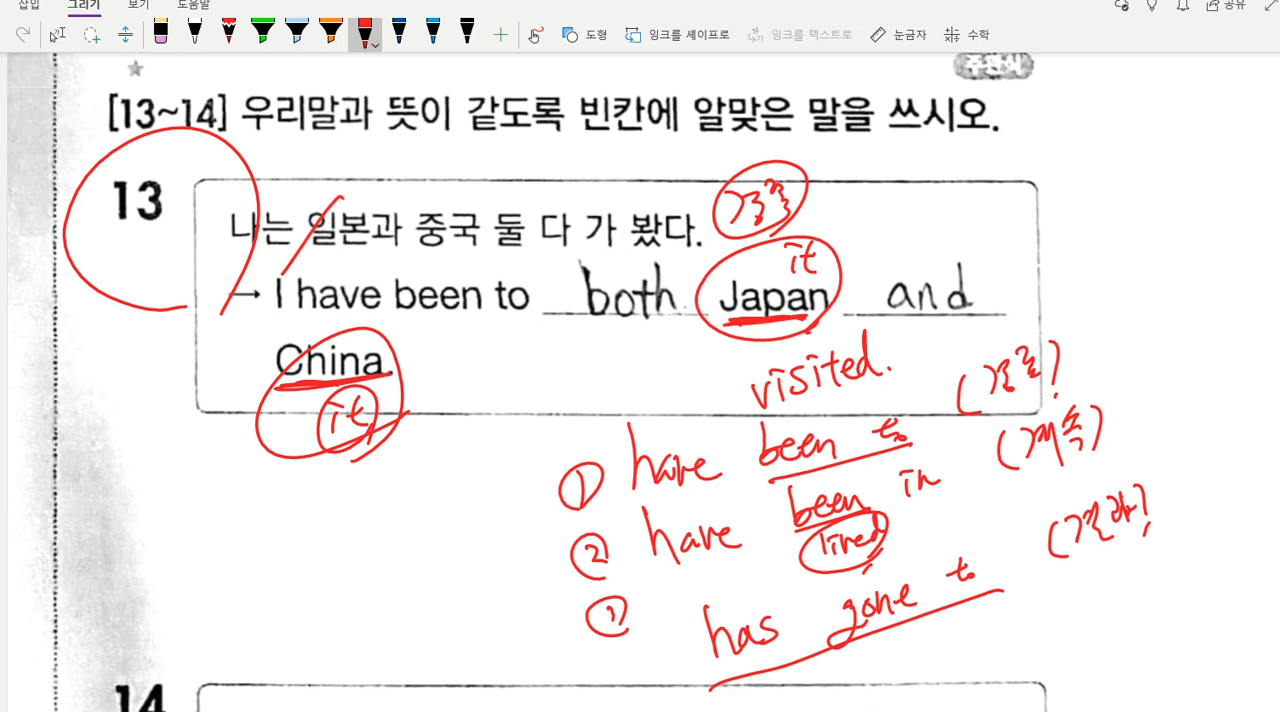 삽입 그리기 보기 도움말 공유
도형 잉크를 셰이프로 잉크를 텍스트로 눈금자 수학
주관식
[13~14] 우리말과 뜻이 같도록 빈칸에 알맞은 말을 쓰시오.
13
경험
나는 일본과 중국 둘 다 가 봤다.
it
→ I have been to both Japan and
China.
it
visited.
① have been to (경험)
② have been in (계속)
lived
has gone to (결과)
14